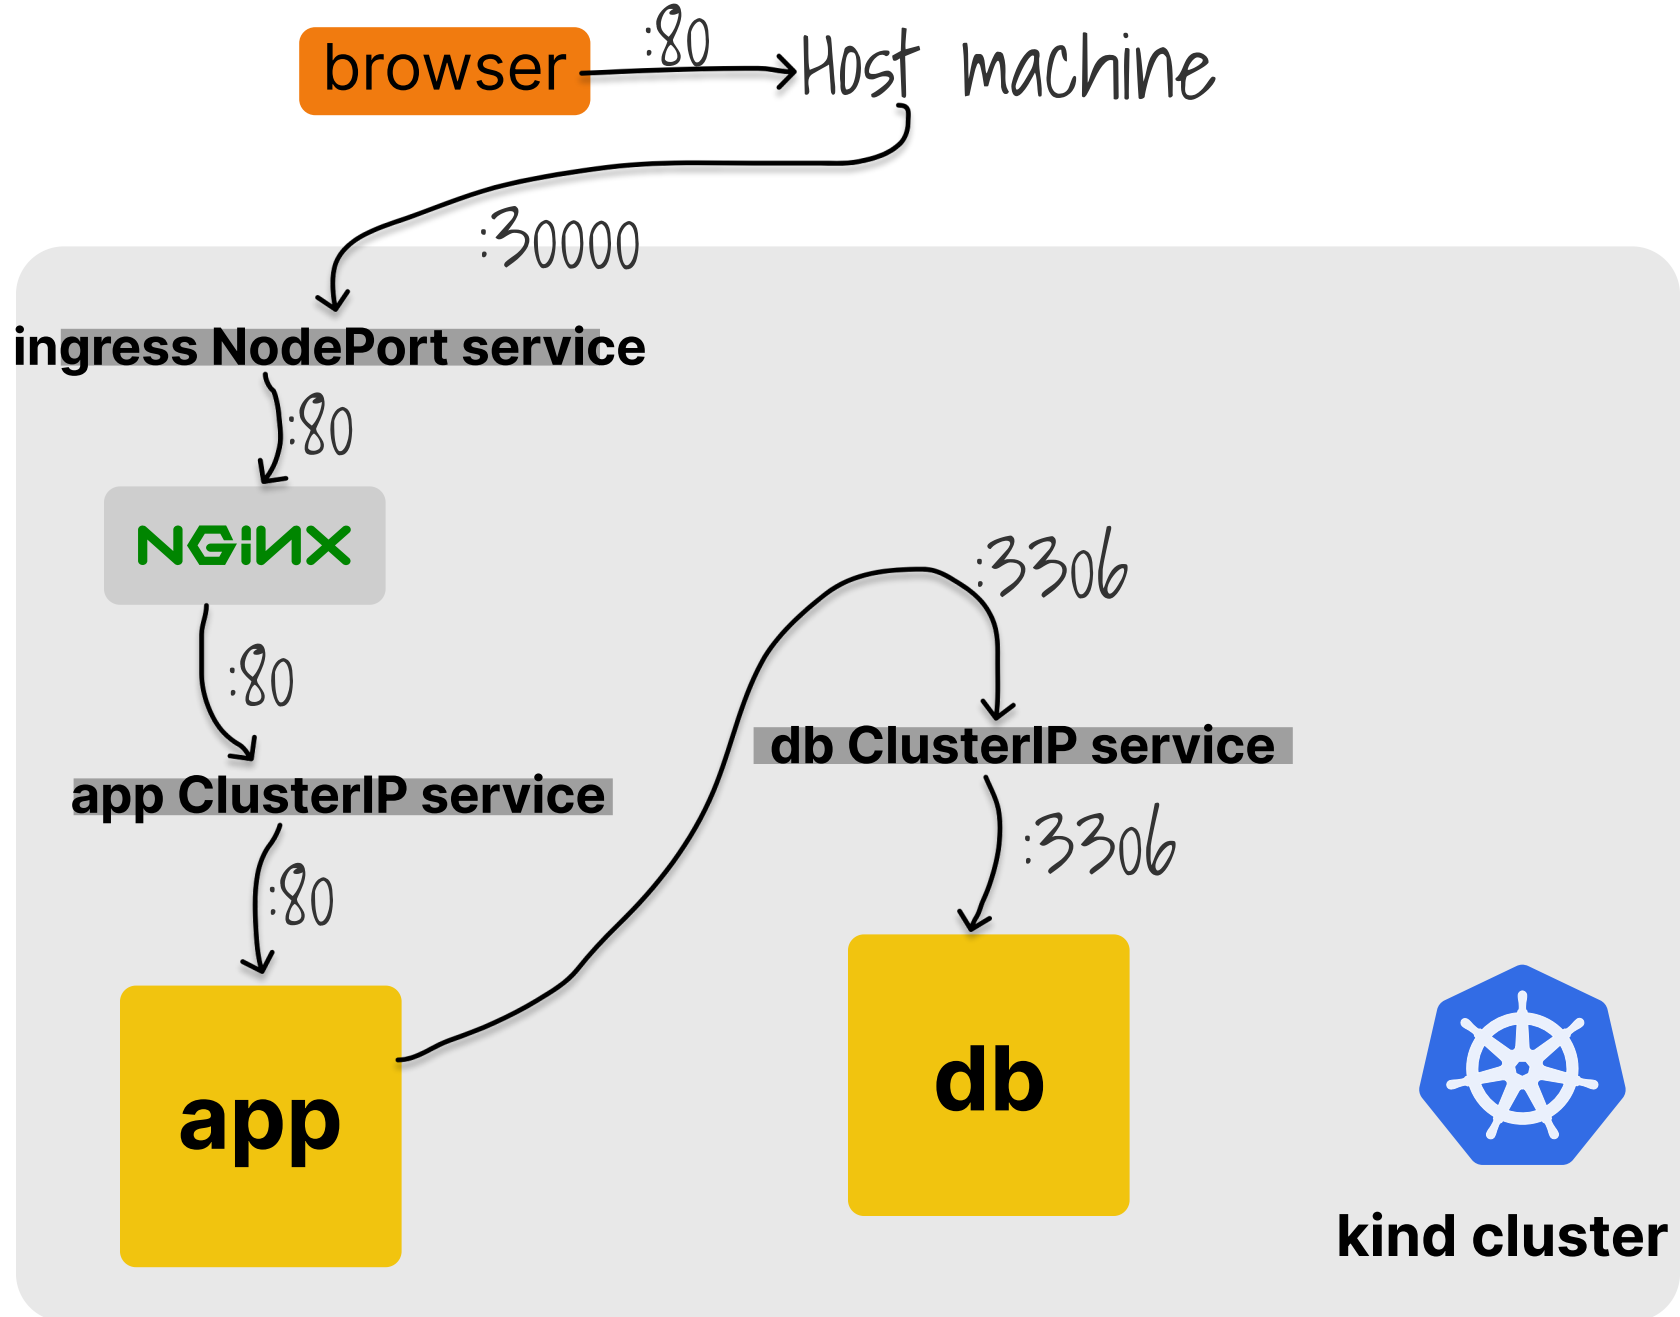 browser
:80
Host machine
:30000
ingress NodePort service
:80
NGINX
:80
app ClusterIP service
:80
app
:3306
db ClusterIP service
:3306
db
kind cluster